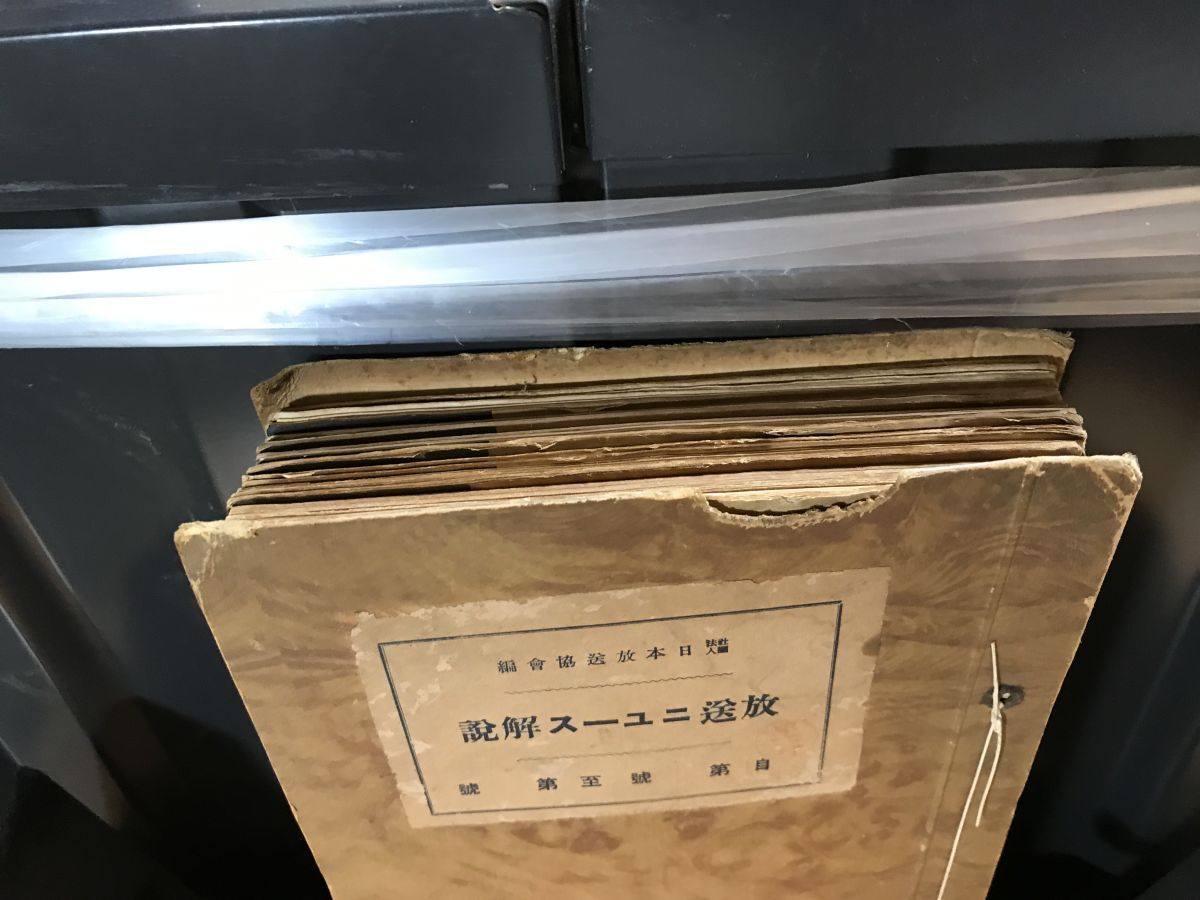 社團法人日本放送協會編
放送ニユース解說
自第　號至第　號